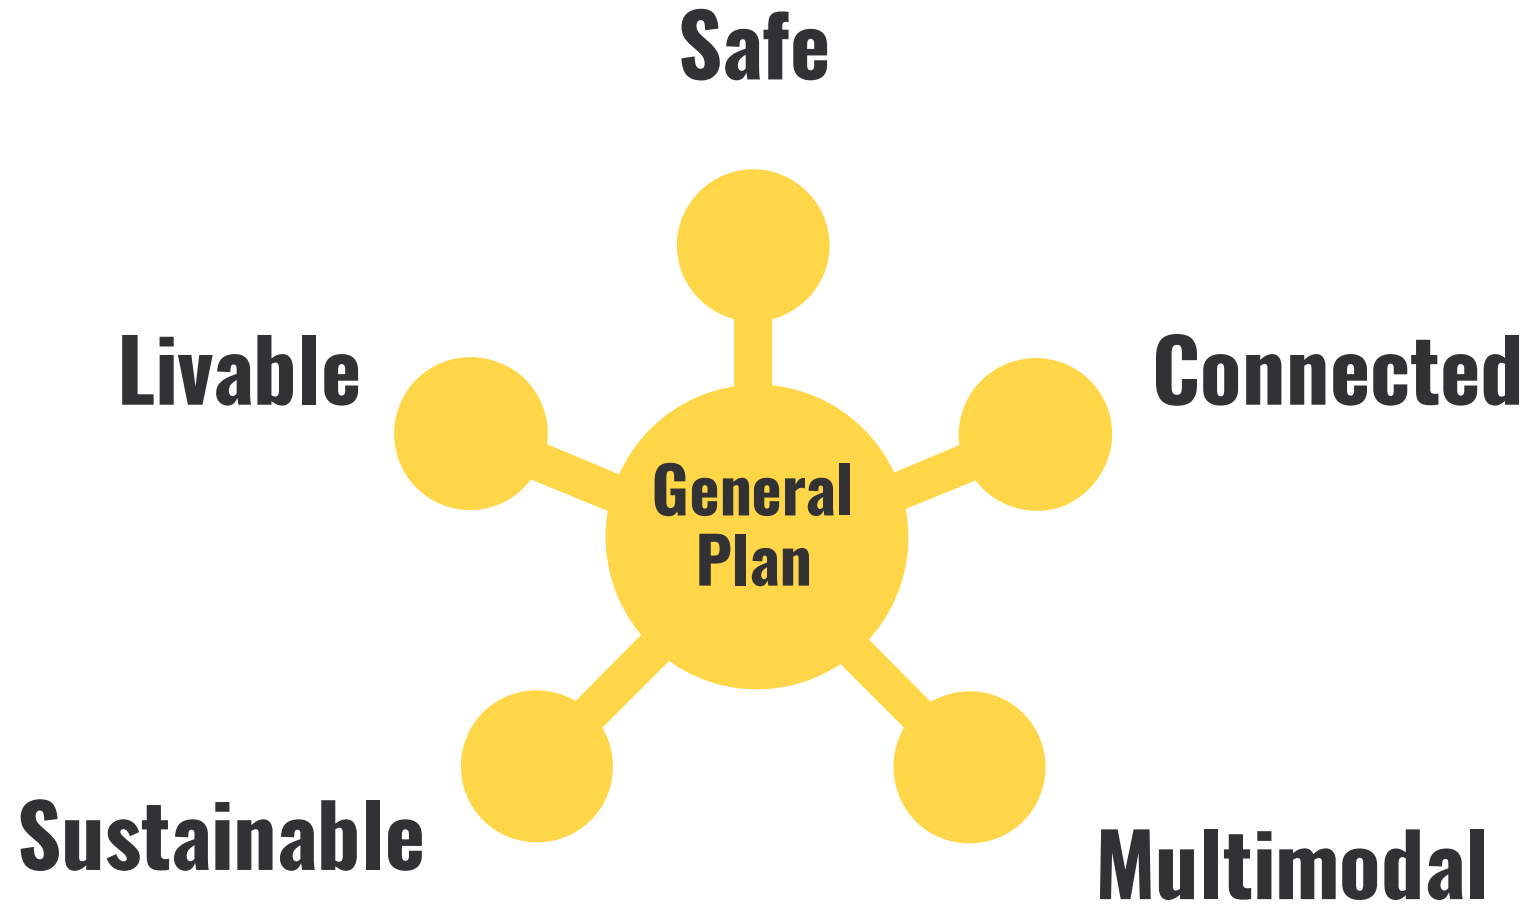 Safe
Livable
Connected
General
Plan
Sustainable
Multimodal